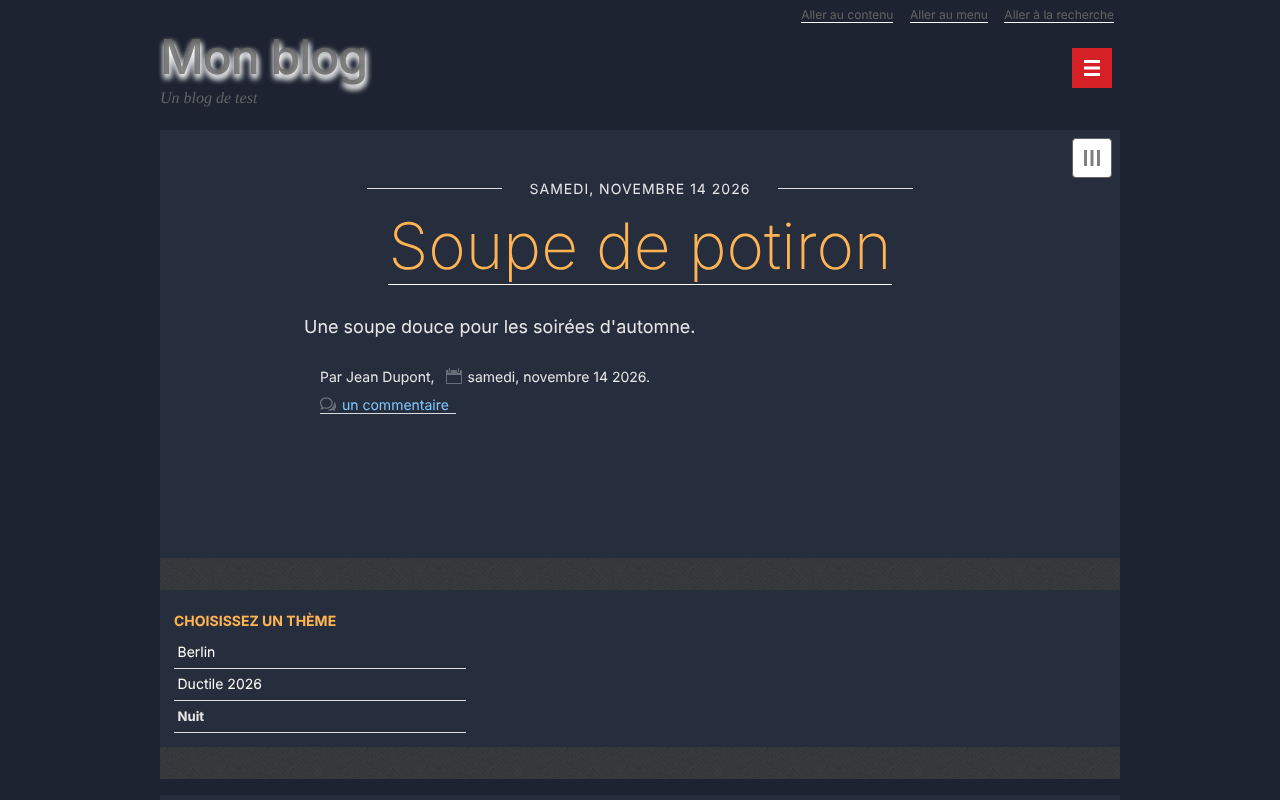 Aller au contenu Aller au menu Aller à la recherche
Mon blog
Un blog de test
SAMEDI, NOVEMBRE 14 2026
Soupe de potiron
Une soupe douce pour les soirées d'automne.
Par Jean Dupont, samedi, novembre 14 2026.
un commentaire
CHOISISSEZ UN THÈME
Berlin
Ductile 2026
Nuit